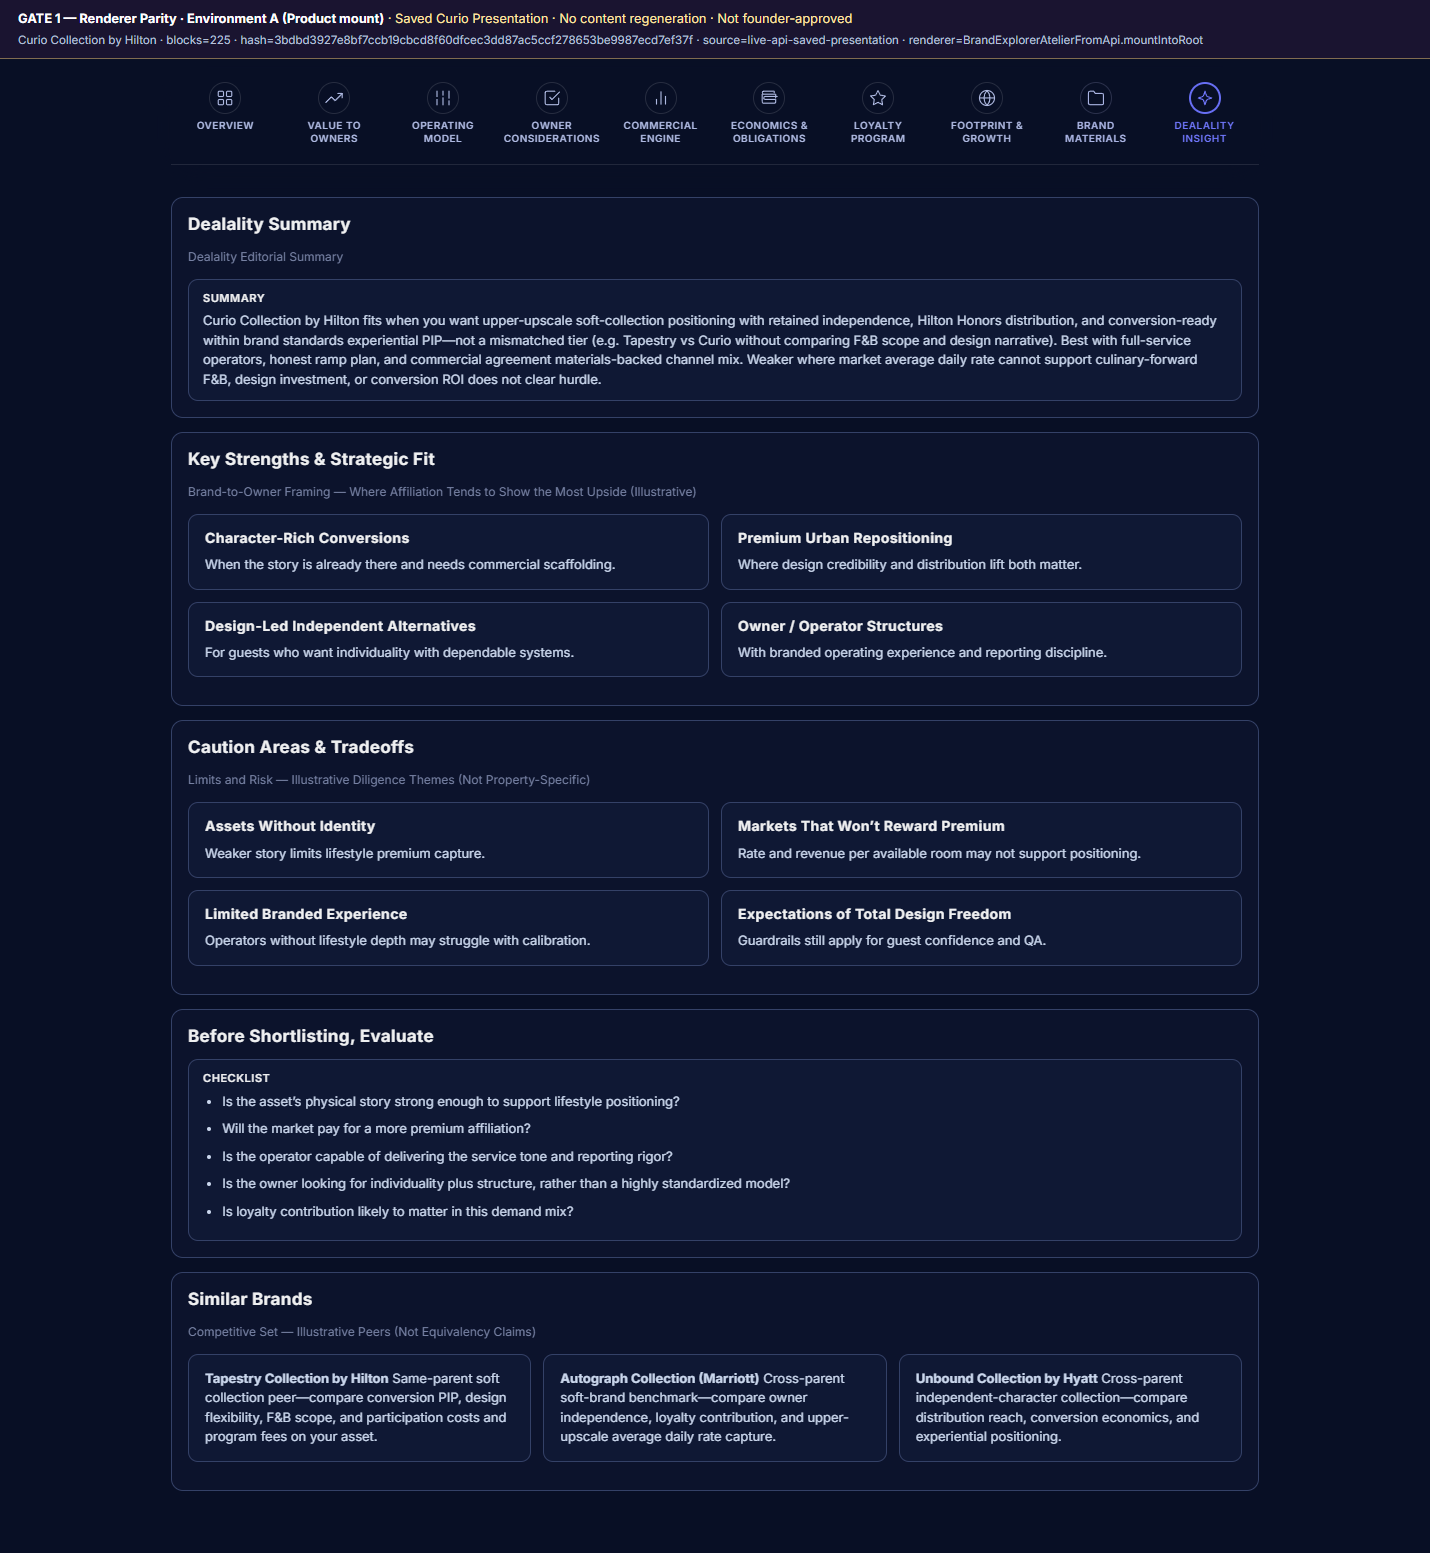 GATE 1 — Renderer Parity · Environment A (Product mount) · Saved Curio Presentation · No content regeneration · Not founder-approved
Curio Collection by Hilton · blocks=225 · hash=3bdbd3927e8bf7ccb19cbcd8f60dfcec3dd87ac5ccf278653be9987ecd7ef37f · source=live-api-saved-presentation · renderer=BrandExplorerAtelierFromApi.mountIntoRoot
OVERVIEW
VALUE TO OWNERS
OPERATING MODEL
OWNER CONSIDERATIONS
COMMERCIAL ENGINE
ECONOMICS & OBLIGATIONS
LOYALTY PROGRAM
FOOTPRINT & GROWTH
BRAND MATERIALS
DEALALITY INSIGHT
Dealality Summary
Dealality Editorial Summary
SUMMARY
Curio Collection by Hilton fits when you want upper-upscale soft-collection positioning with retained independence, Hilton Honors distribution, and conversion-ready
within brand standards experiential PIP—not a mismatched tier (e.g. Tapestry vs Curio without comparing F&B scope and design narrative). Best with full-service
operators, honest ramp plan, and commercial agreement materials-backed channel mix. Weaker where market average daily rate cannot support culinary-forward
F&B, design investment, or conversion ROI does not clear hurdle.
Key Strengths & Strategic Fit
Brand-to-Owner Framing — Where Affiliation Tends to Show the Most Upside (Illustrative)
Character-Rich Conversions
When the story is already there and needs commercial scaffolding.
Premium Urban Repositioning
Where design credibility and distribution lift both matter.
Design-Led Independent Alternatives
For guests who want individuality with dependable systems.
Owner / Operator Structures
With branded operating experience and reporting discipline.
Caution Areas & Tradeoffs
Limits and Risk — Illustrative Diligence Themes (Not Property-Specific)
Assets Without Identity
Weaker story limits lifestyle premium capture.
Markets That Won’t Reward Premium
Rate and revenue per available room may not support positioning.
Limited Branded Experience
Operators without lifestyle depth may struggle with calibration.
Expectations of Total Design Freedom
Guardrails still apply for guest confidence and QA.
Before Shortlisting, Evaluate
CHECKLIST
• Is the asset’s physical story strong enough to support lifestyle positioning?
• Will the market pay for a more premium affiliation?
• Is the operator capable of delivering the service tone and reporting rigor?
• Is the owner looking for individuality plus structure, rather than a highly standardized model?
• Is loyalty contribution likely to matter in this demand mix?
Similar Brands
Competitive Set — Illustrative Peers (Not Equivalency Claims)
Tapestry Collection by Hilton Same-parent soft
collection peer—compare conversion PIP, design
flexibility, F&B scope, and participation costs and
program fees on your asset.
Autograph Collection (Marriott) Cross-parent
soft-brand benchmark—compare owner
independence, loyalty contribution, and upper-
upscale average daily rate capture.
Unbound Collection by Hyatt Cross-parent
independent-character collection—compare
distribution reach, conversion economics, and
experiential positioning.